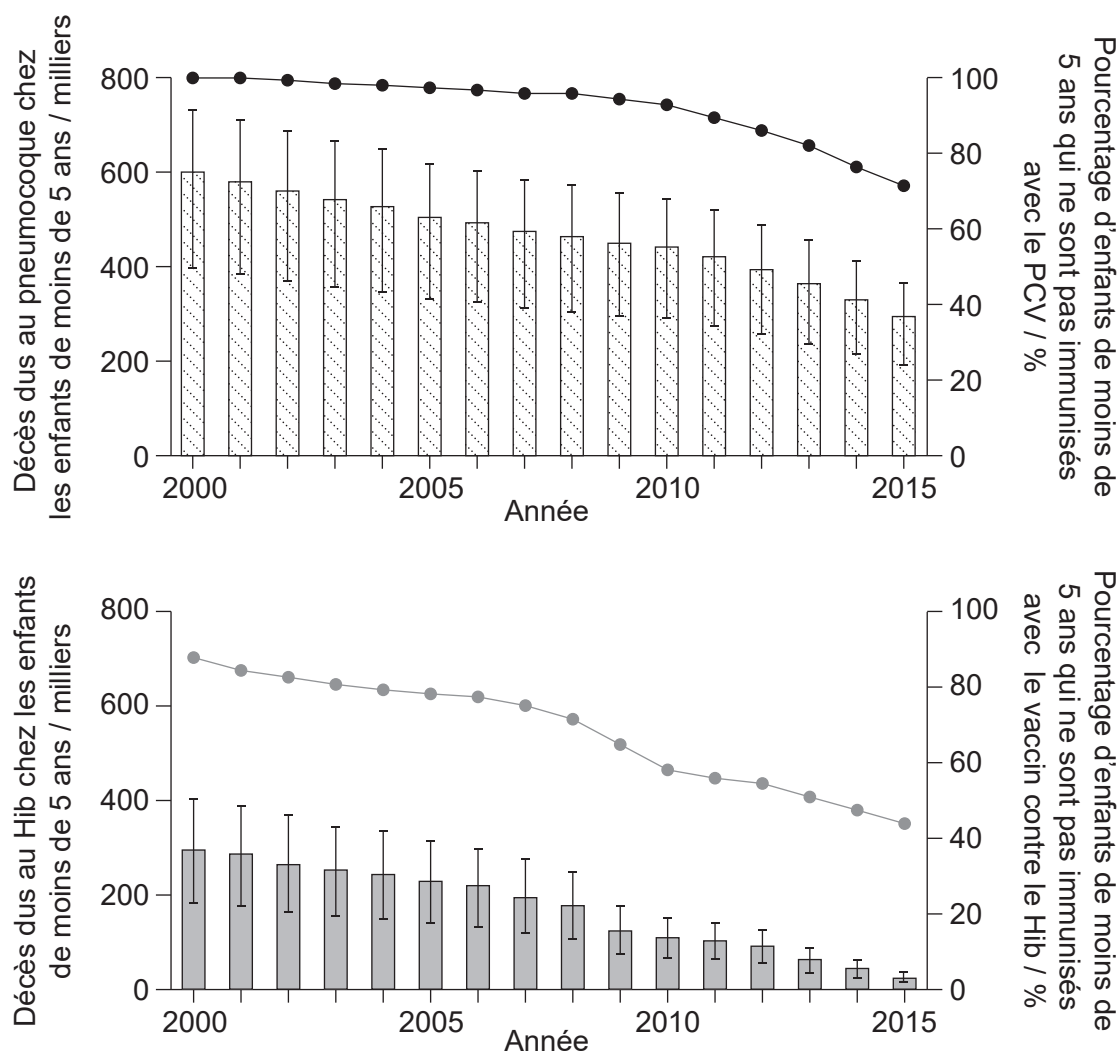 Décès dus au pneumocoque chez
les enfants de moins de 5 ans / milliers
800
600
400
200
0
100
80
60
40
20
0
Pourcentage d'enfants de moins de
5 ans qui ne sont pas immunisés
avec le PCV / %
2000
2005
2010
2015
Année
Décès dus au Hib chez les enfants
de moins de 5 ans / milliers
800
600
400
200
0
100
80
60
40
20
0
Pourcentage d'enfants de moins de
5 ans qui ne sont pas immunisés
avec le vaccin contre le Hib / %
2000
2005
2010
2015
Année